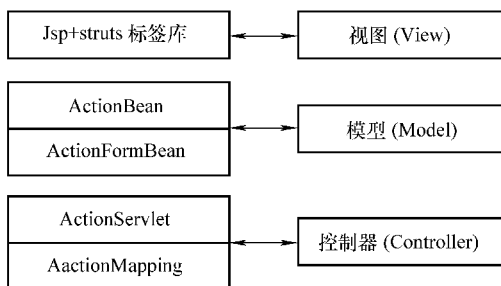 Jsp+struts 标签库
视图 (View)
ActionBean
ActionFormBean
模型 (Model)
ActionServlet
AactionMapping
控制器 (Controller)